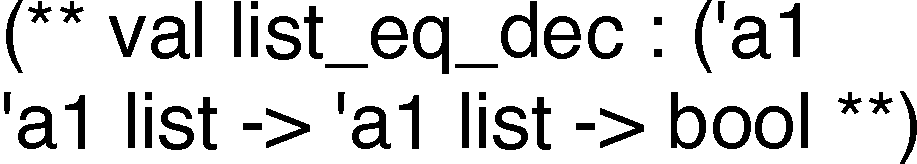 (** val list_eq_dec : ('a1
'a1 list -> 'a1 list -> bool **)